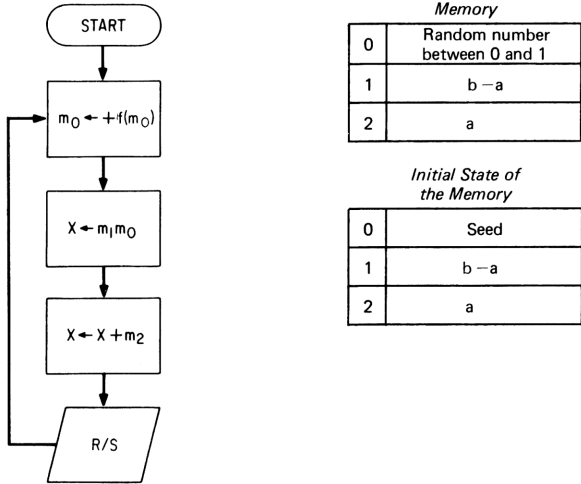 START
m₀ ← + f(m₀)
X ← m₁m₀
X ← X + m₂
R/S
Memory
0 Random number
between 0 and 1
1 b – a
2 a
Initial State of
the Memory
0 Seed
1 b – a
2 a